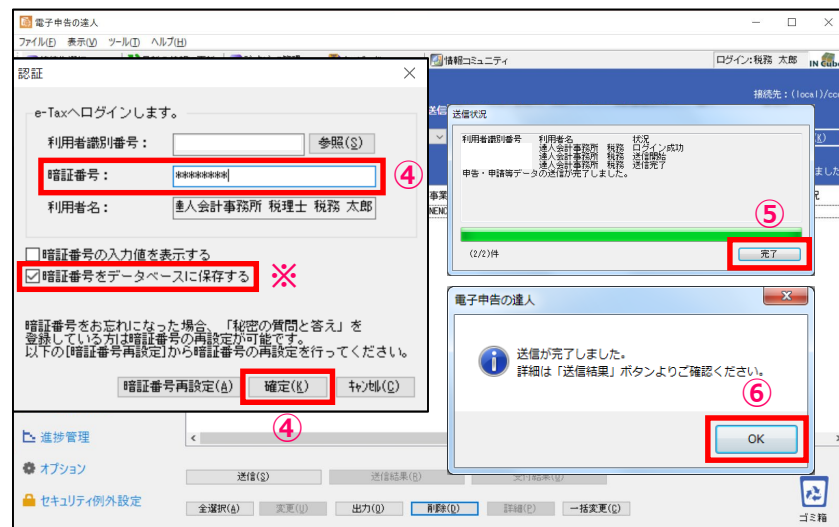 電子申告の達人
ファイル(F) 表示(V) ツール(T) ヘルプ(H)
情報コミュニティ
ログイン:税務 太郎
接続先：(local)/
認証
e-Taxへログインします。
利用者識別番号：
参照(S)
暗証番号：
********
④
利用者名：
達人会計事務所 税理士 税務 太郎
暗証番号の入力値を表示する
暗証番号をデータベースに保存する
※
暗証番号をお忘れになった場合、「秘密の質問と答え」を
登録している方は暗証番号の再設定が可能です。
以下の[暗証番号再設定]から暗証番号の再設定を行ってください。
暗証番号再設定(A)
確定(K)
ｷｬﾝｾﾙ(C)
④
送信状況
利用者識別番号 利用者名 状況
達人会計事務所 税務 ログイン成功
達人会計事務所 税務 送信開始
達人会計事務所 税務 送信完了
申告・申請等データの送信が完了しました。
⑤
(2/2)件
完了
電子申告の達人
送信が完了しました。
詳細は「送信結果」ボタンよりご確認ください。
⑥
OK
進捗管理
オプション
セキュリティ例外設定
送信(S)
送信結果(R)
全選択(A)
変更(U)
出力(O)
削除(D)
詳細(P)
一括変更(C)
ゴミ箱